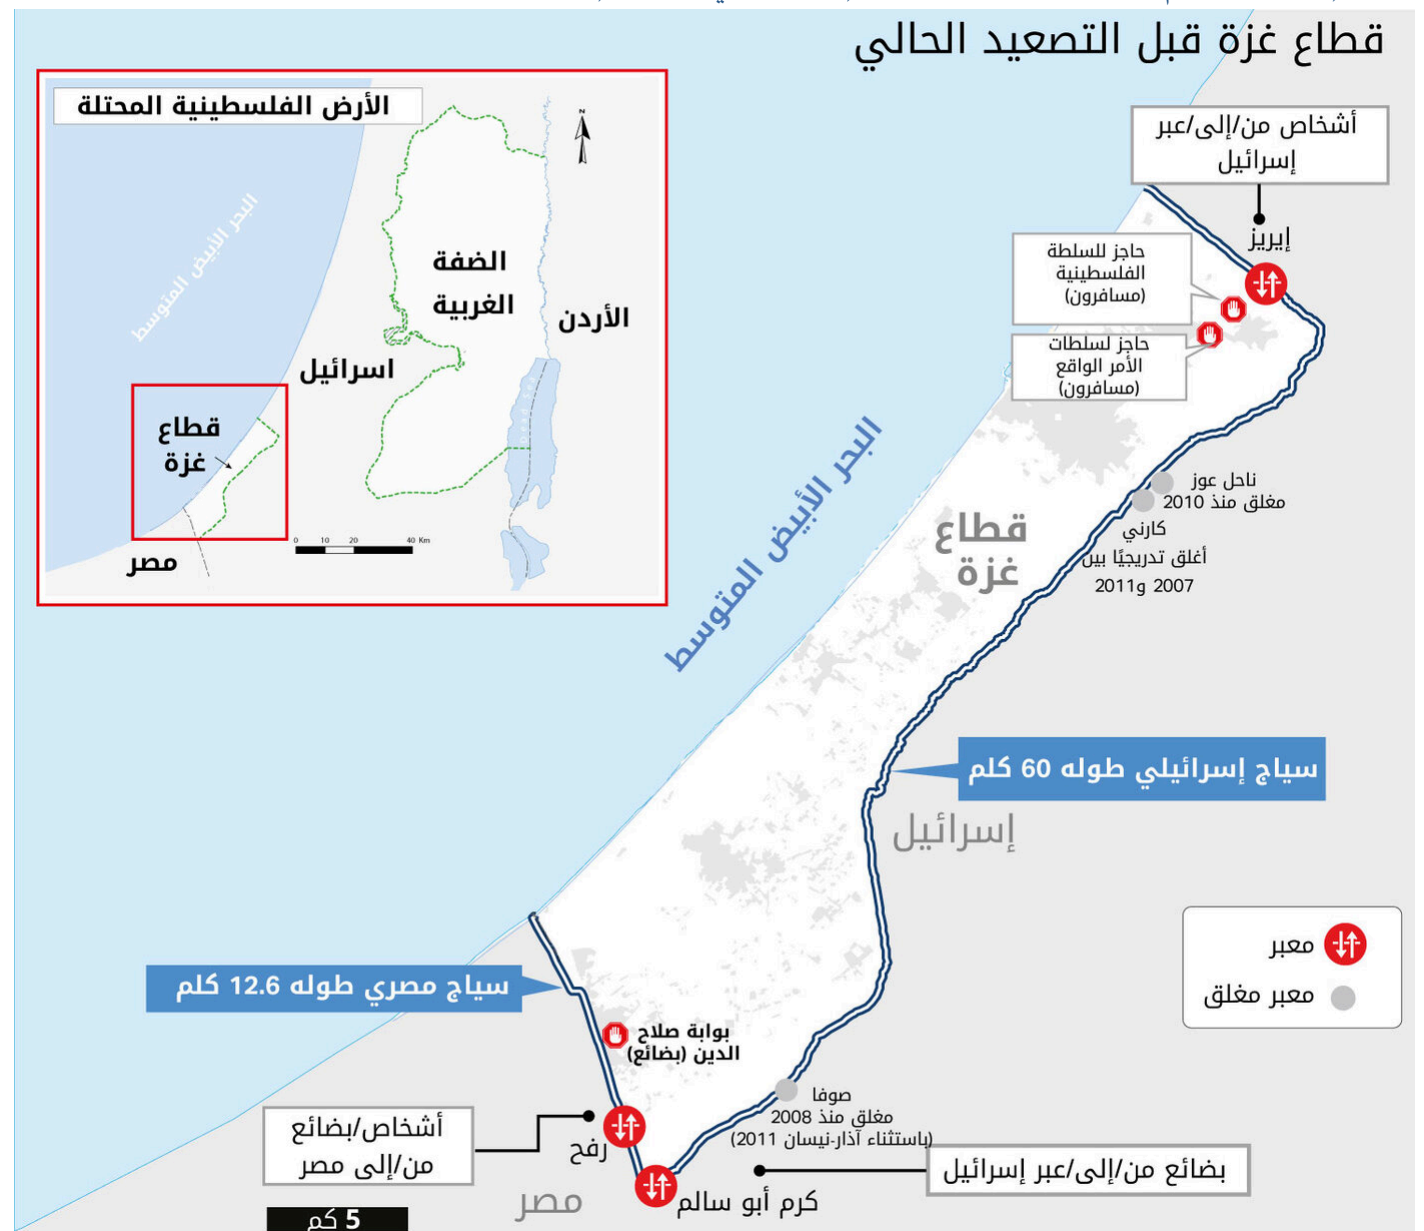 قطاع غزة قبل التصعيد الحالي
الأرض الفلسطينية المحتلة
N
البحر الأبيض المتوسط
الضفة
الغربية
الأردن
اسرائيل
قطاع
غزة
مصر
0 10 20 40 Km
أشخاص من/إلى/عبر
إسرائيل
إيريز
حاجز للسلطة
الفلسطينية
(مسافرون)
حاجز لسلطات
الأمر الواقع
(مسافرون)
البحر الأبيض المتوسط
ناحل عوز
مغلق منذ 2010
كارني
أغلق تدريجيًا بين
2007 و2011
قطاع
غزة
سياج إسرائيلي طوله 60 كلم
إسرائيل
معبر
معبر مغلق
سياج مصري طوله 12.6 كلم
بوابة صلاح
الدين (بضائع)
صوفا
مغلق منذ 2008
(باستثناء آذار-نيسان 2011)
أشخاص/بضائع
من/إلى مصر
رفح
بضائع من/إلى/عبر إسرائيل
كرم أبو سالم
مصر
5 كم